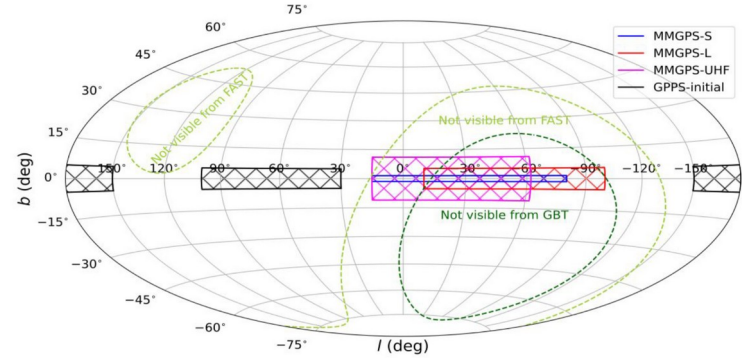 75°
60°
45°
30°
15°
0°
−15°
−30°
−45°
−60°
−75°
b (deg)
150° 120° 90° 30° 0° 30° 60° −90° −150°
l (deg)
Not visible from FAST
Not visible from FAST
Not visible from GBT
MMGPS-S
MMGPS-L
MMGPS-UHF
GPPS-initial